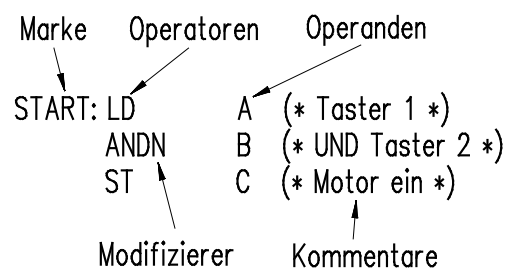 Marke Operatoren Operanden
START: LD A (* Taster 1 *)
ANDN B (* UND Taster 2 *)
ST C (* Motor ein *)
Modifizierer Kommentare